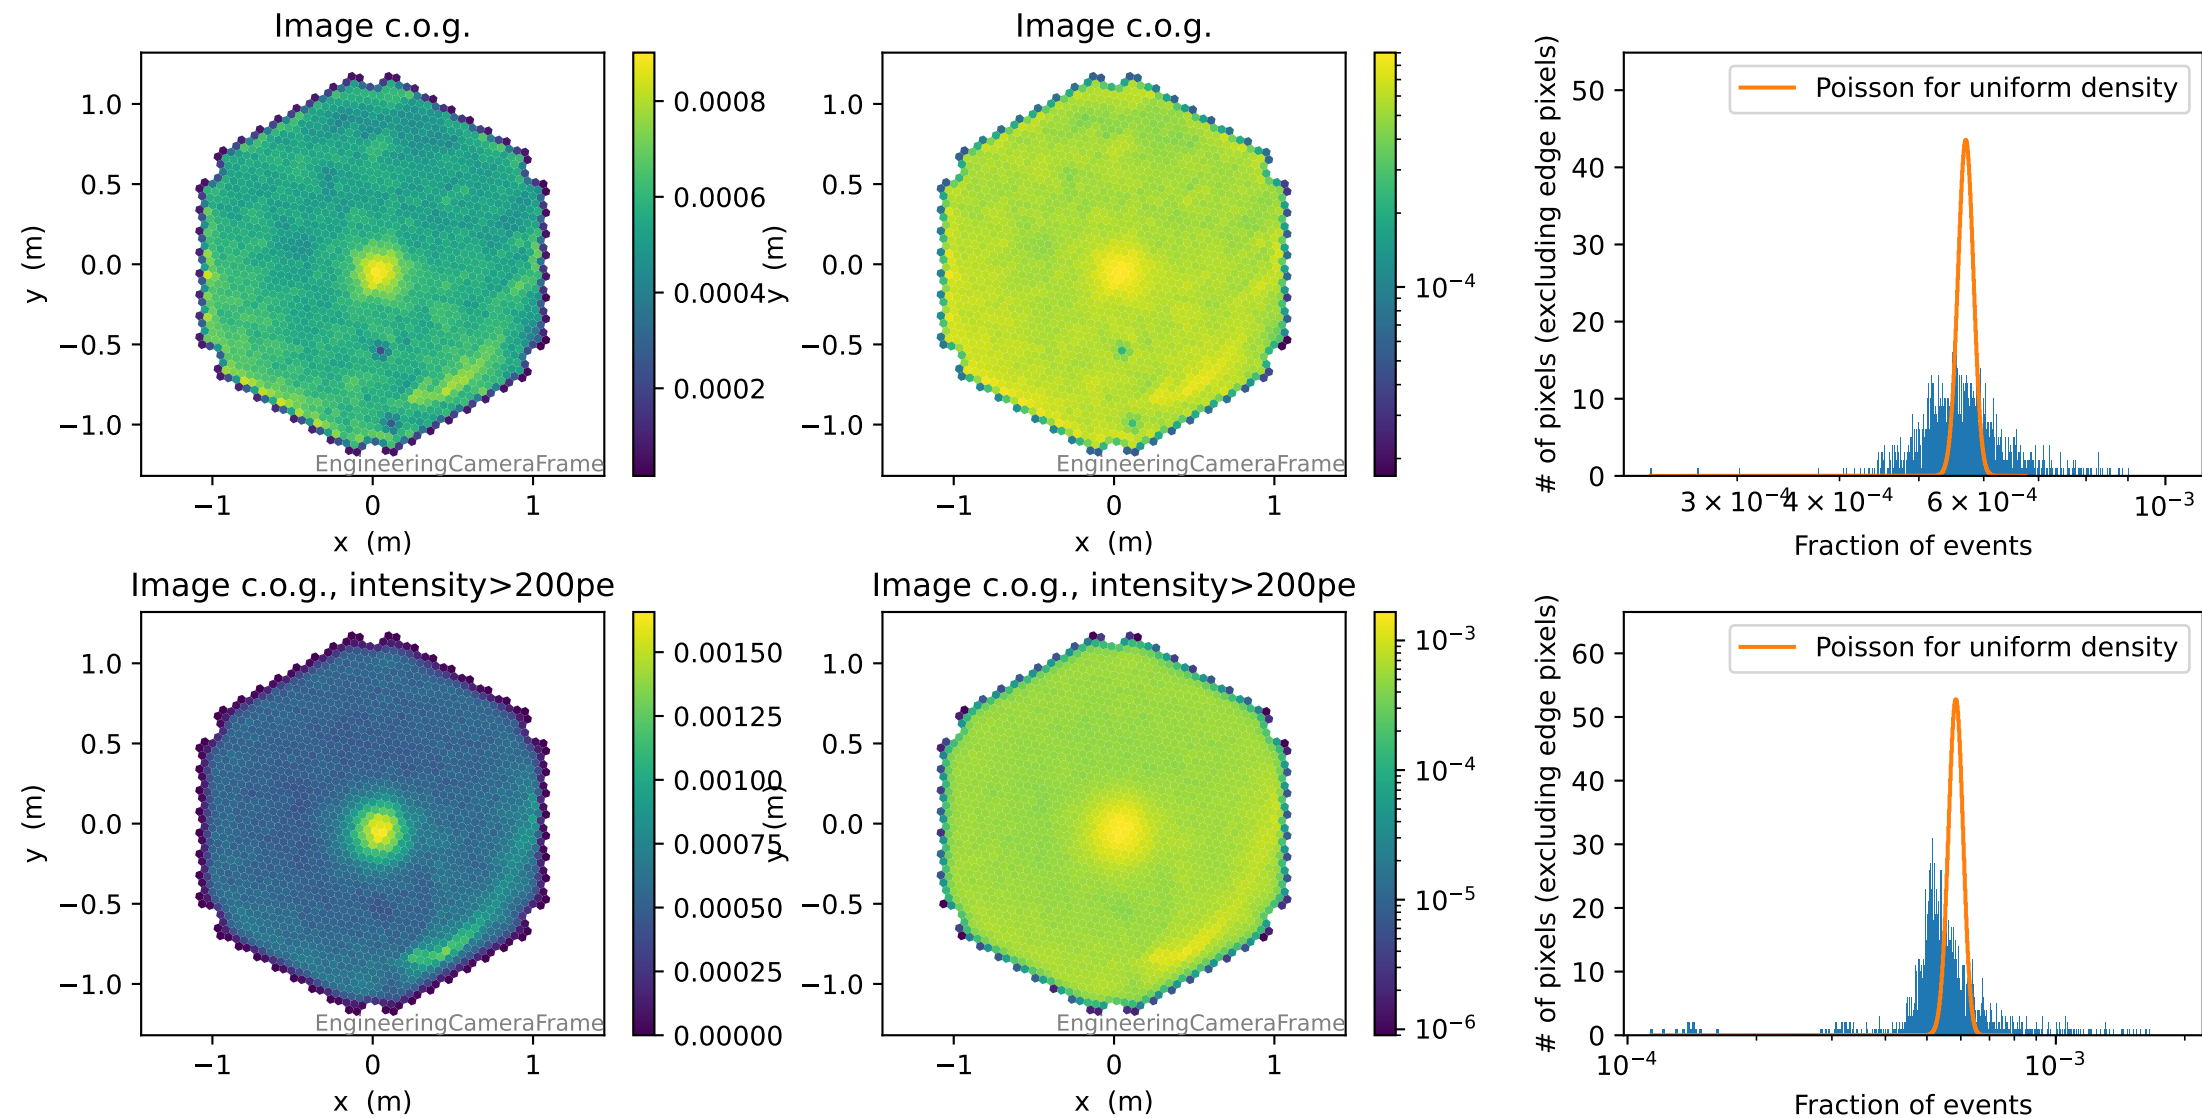 Image c.o.g.
1.0
0.5
0.0
−0.5
−1.0
y (m)
−1 0 1
x (m)
EngineeringCameraFrame
0.0008
0.0006
0.0004
0.0002
Image c.o.g.
1.0
0.5
0.0
−0.5
−1.0
y (m)
−1 0 1
x (m)
EngineeringCameraFrame
10⁻⁴
# of pixels (excluding edge pixels)
50
40
30
20
10
0
Poisson for uniform density
3 × 10⁻⁴ 4 × 10⁻⁴ 6 × 10⁻⁴ 10⁻³
Fraction of events
Image c.o.g., intensity>200pe
1.0
0.5
0.0
−0.5
−1.0
y (m)
−1 0 1
x (m)
EngineeringCameraFrame
0.00150
0.00125
0.00100
0.00075
0.00050
0.00025
0.00000
Image c.o.g., intensity>200pe
1.0
0.5
0.0
−0.5
−1.0
y (m)
−1 0 1
x (m)
EngineeringCameraFrame
10⁻³
10⁻⁴
10⁻⁵
10⁻⁶
# of pixels (excluding edge pixels)
60
50
40
30
20
10
0
Poisson for uniform density
10⁻⁴ 10⁻³
Fraction of events